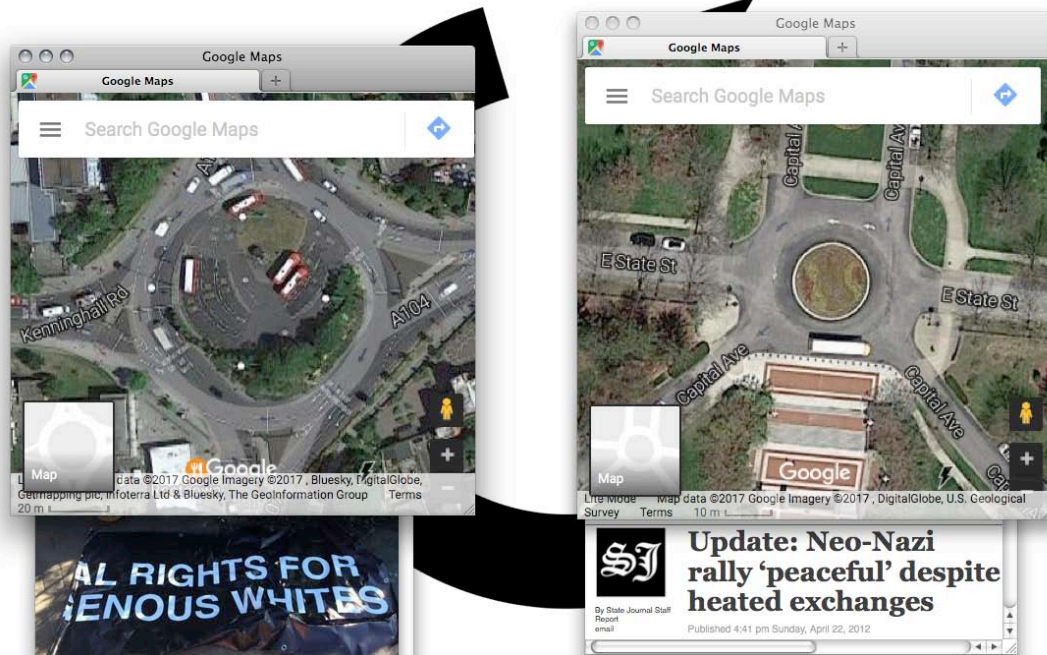 Google Maps
Google Maps
Search Google Maps
Kenninghall Rd
A104
Map
Google
data ©2017 Google Imagery ©2017 , Bluesky, DigitalGlobe,
Getmapping plc, Infoterra Ltd & Bluesky, The GeoInformation Group Terms
20 m
AL RIGHTS FOR
ENOUS WHITES
Google Maps
Google Maps
Search Google Maps
Capital A
Capital Av
E State St
E State St
Capital Ave
Capital Ave
Cap
Map
Google
Lite Mode Map data ©2017 Google Imagery ©2017 , DigitalGlobe, U.S. Geological
Survey Terms 10 m
SJ
By State Journal Staff
Report
email
Update: Neo-Nazi
rally ‘peaceful’ despite
heated exchanges
Published 4:41 pm Sunday, April 22, 2012